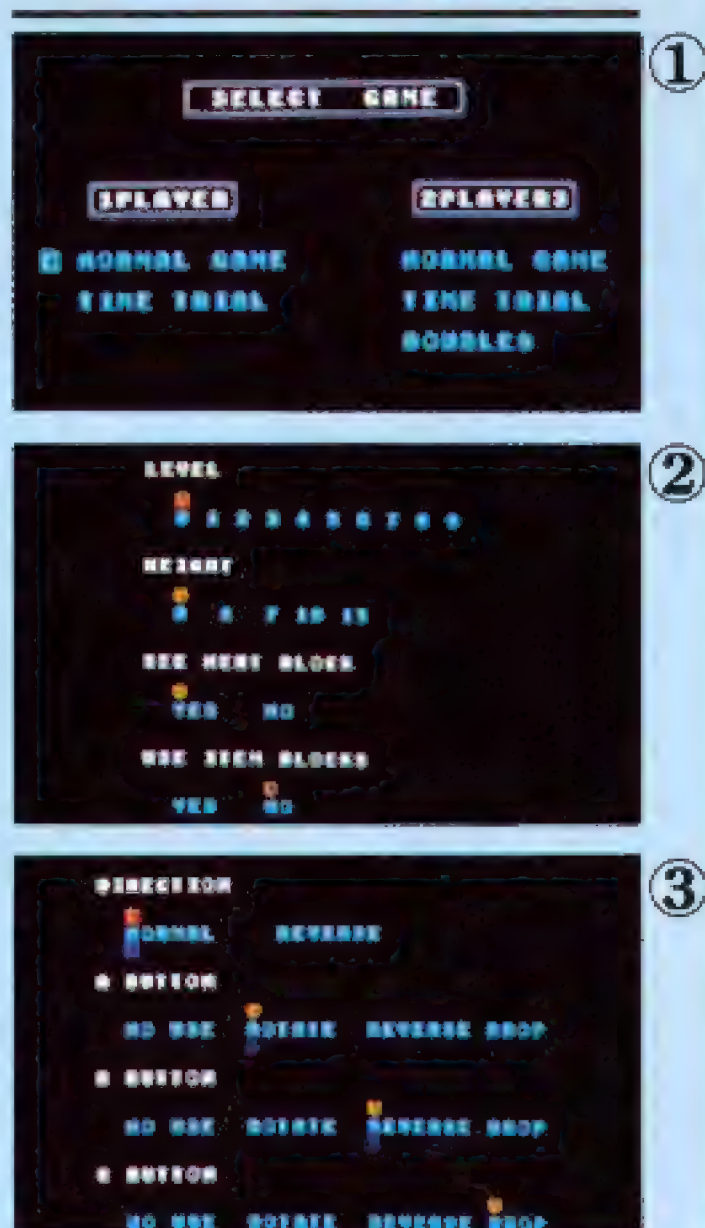 ①
SELECT GAME
1PLAYER 2PLAYERS
NORMAL GAME NORMAL GAME
TIME TRIAL TIME TRIAL
DOUBLES
②
LEVEL
0 1 2 3 4 5 6 7 8 9
HEIGHT
0 4 7 10 13
SEE NEXT BLOCK
YES NO
USE ITEM BLOCKS
YES NO
③
DIRECTION
NORMAL REVERSE
A BUTTON
NO USE ROTATE REVERSE DROP
B BUTTON
NO USE ROTATE REVERSE DROP
C BUTTON
NO USE ROTATE REVERSE DROP